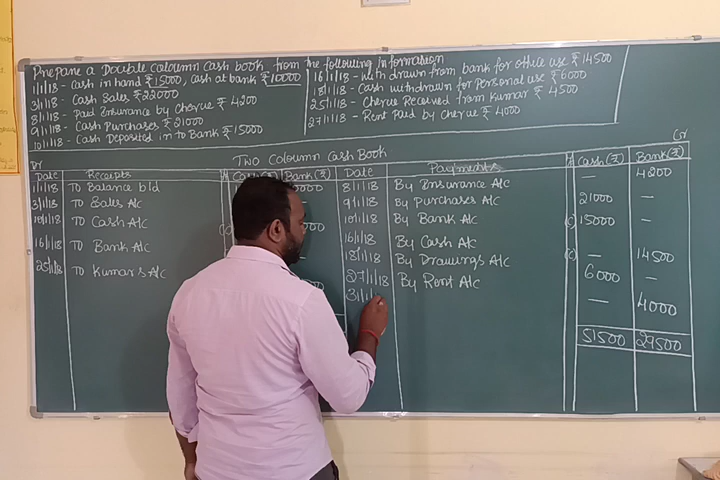 Prepare a Double Caloumn Cash book from the following information
1/1/18 - Cash in hand ₹15000, Cash at bank ₹10000
3/1/18 - Cash Sales ₹22000
8/1/18 - Paid Insurance by Cheque ₹ 4200
9/1/18 - Cash Purchases ₹21000
10/1/18 - Cash Deposited in to Bank ₹15000
16/1/18 - With drawn from bank for office use ₹14500
18/1/18 - Cash withdrawn for Personal use ₹6000
25/1/18 - Cheque Received from Kumar ₹ 4500
27/1/18 - Rent Paid by cheque ₹ 4000
TWO Coloumn Cash Book
Dr Cr
Date Receipts Bank(₹) Date Payments Cash(₹) Bank(₹)
1/1/18 TO Balance b/d 8/1/18 By Insurance A/c — 4200
3/1/18 TO Sales A/c 9/1/18 By Purchases A/c 21000 —
10/1/18 TO Cash A/c 10/1/18 By Bank A/c (c) 15000 —
16/1/18 TO Bank A/c 16/1/18 By Cash A/c (c) — 14500
25/1/18 TO Kumar's A/c 18/1/18 By Drawings A/c 6000 —
27/1/18 By Rent A/c — 4000
31/1/
51500 29500